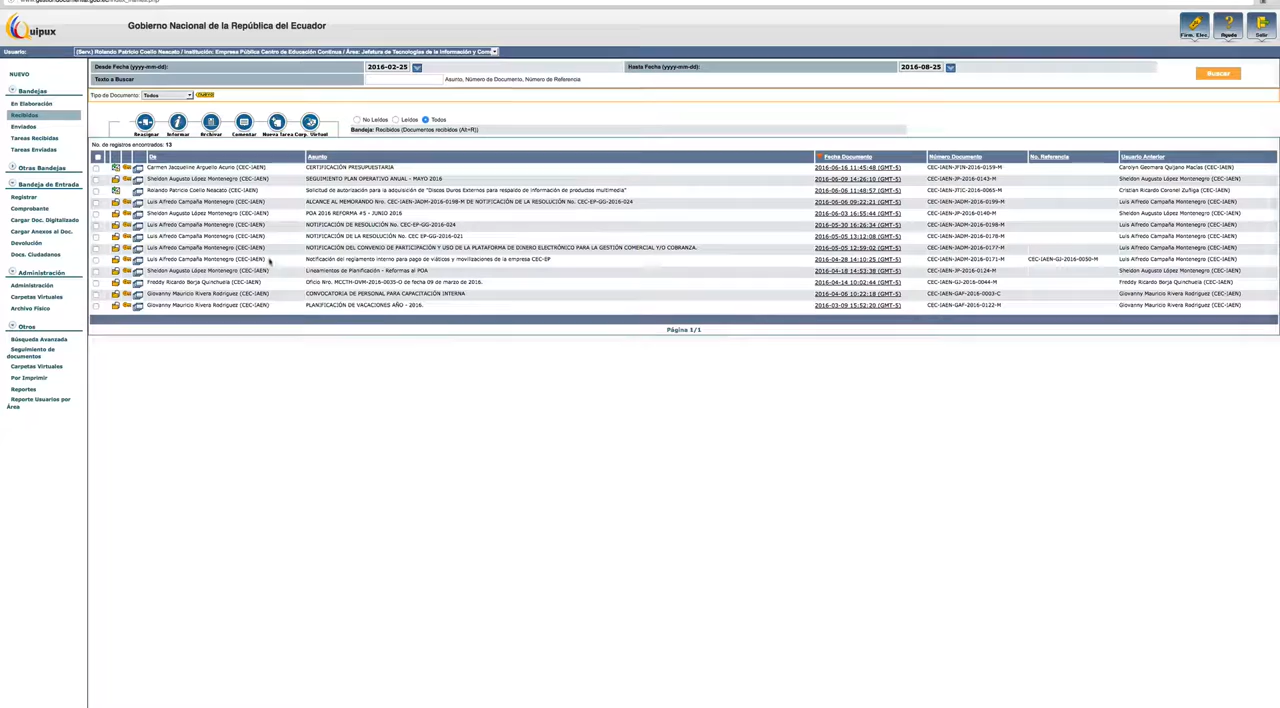 www.gestiondocumental.gob.ec/index_frames.php
Quipux
Gobierno Nacional de la República del Ecuador
Firm. Elec. Ayuda Salir
Usuario: (Serv.) Rolando Patricio Coello Neacato / Institución: Empresa Pública Centro de Educación Continua / Área: Jefatura de Tecnologías de la Información y Com
Desde Fecha (yyyy-mm-dd): 2016-02-25 Hasta Fecha (yyyy-mm-dd): 2016-08-25
Texto a Buscar Asunto, Número de Documento, Número de Referencia
Buscar
Tipo de Documento: Todos
Reasignar Informar Archivar Comentar Nueva Tarea Carp. Virtual
No Leídos Leídos Todos
Bandeja: Recibidos (Documentos recibidos (Alt+R))
No. de registros encontrados: 13
De Asunto Fecha Documento Número Documento No. Referencia Usuario Anterior
Carmen Jacqueline Arguello Acurio (CEC-IAEN) CERTIFICACIÓN PRESUPUESTARIA 2016-06-16 11:45:48 (GMT-5) CEC-IAEN-JFIN-2016-0159-M Carolyn Geomara Quijano Macías (CEC-IAEN)
Sheldon Augusto López Montenegro (CEC-IAEN) SEGUIMIENTO PLAN OPERATIVO ANUAL - MAYO 2016 2016-06-09 14:26:10 (GMT-5) CEC-IAEN-JP-2016-0143-M Sheldon Augusto López Montenegro (CEC-IAEN)
Rolando Patricio Coello Neacato (CEC-IAEN) Solicitud de autorización para la adquisición de "Discos Duros Externos para respaldo de información de productos multimedia" 2016-06-06 11:48:57 (GMT-5) CEC-IAEN-JTIC-2016-0065-M Cristian Ricardo Coronel Zuñiga (CEC-IAEN)
Luis Alfredo Campaña Montenegro (CEC-IAEN) ALCANCE AL MEMORANDO Nro. CEC-IAEN-JADM-2016-0198-M DE NOTIFICACIÓN DE LA RESOLUCIÓN No. CEC-EP-GG-2016-024 2016-06-06 09:22:21 (GMT-5) CEC-IAEN-JADM-2016-0199-M Luis Alfredo Campaña Montenegro (CEC-IAEN)
Sheldon Augusto López Montenegro (CEC-IAEN) POA 2016 REFORMA #5 - JUNIO 2016 2016-06-03 16:55:44 (GMT-5) CEC-IAEN-JP-2016-0140-M Sheldon Augusto López Montenegro (CEC-IAEN)
Luis Alfredo Campaña Montenegro (CEC-IAEN) NOTIFICACIÓN DE RESOLUCIÓN No. CEC-EP-GG-2016-024 2016-05-30 16:26:34 (GMT-5) CEC-IAEN-JADM-2016-0198-M Luis Alfredo Campaña Montenegro (CEC-IAEN)
Luis Alfredo Campaña Montenegro (CEC-IAEN) NOTIFICACIÓN DE LA RESOLUCIÓN No. CEC EP-GG-2016-021 2016-05-05 13:12:08 (GMT-5) CEC-IAEN-JADM-2016-0178-M Luis Alfredo Campaña Montenegro (CEC-IAEN)
Luis Alfredo Campaña Montenegro (CEC-IAEN) NOTIFICACIÓN DEL CONVENIO DE PARTICIPACIÓN Y USO DE LA PLATAFORMA DE DINERO ELECTRÓNICO PARA LA GESTIÓN COMERCIAL Y/O COBRANZA. 2016-05-05 12:59:02 (GMT-5) CEC-IAEN-JADM-2016-0177-M Luis Alfredo Campaña Montenegro (CEC-IAEN)
Luis Alfredo Campaña Montenegro (CEC-IAEN) Notificación del reglamento interno para pago de viáticos y movilizaciones de la empresa CEC-EP 2016-04-28 14:10:25 (GMT-5) CEC-IAEN-JADM-2016-0171-M CEC-IAEN-GJ-2016-0050-M Luis Alfredo Campaña Montenegro (CEC-IAEN)
Sheldon Augusto López Montenegro (CEC-IAEN) Lineamientos de Planificación - Reformas al POA 2016-04-18 14:53:38 (GMT-5) CEC-IAEN-JP-2016-0124-M Sheldon Augusto López Montenegro (CEC-IAEN)
Freddy Ricardo Borja Quinchuela (CEC-IAEN) Oficio Nro. MCCTH-DVM-2016-0035-O de fecha 09 de marzo de 2016. 2016-04-14 10:02:44 (GMT-5) CEC-IAEN-GJ-2016-0044-M Freddy Ricardo Borja Quinchuela (CEC-IAEN)
Giovanny Mauricio Rivera Rodriguez (CEC-IAEN) CONVOCATORIA DE PERSONAL PARA CAPACITACIÓN INTERNA 2016-04-06 10:22:18 (GMT-5) CEC-IAEN-GAF-2016-0003-C Giovanny Mauricio Rivera Rodriguez (CEC-IAEN)
Giovanny Mauricio Rivera Rodriguez (CEC-IAEN) PLANIFICACIÓN DE VACACIONES AÑO - 2016. 2016-03-09 15:52:20 (GMT-5) CEC-IAEN-GAF-2016-0122-M Giovanny Mauricio Rivera Rodriguez (CEC-IAEN)
Página 1/1
NUEVO
Bandejas
En Elaboración
Recibidos
Enviados
Tareas Recibidas
Tareas Enviadas
Otras Bandejas
Bandeja de Entrada
Registrar
Comprobante
Cargar Doc. Digitalizado
Cargar Anexos al Doc.
Devolución
Docs. Ciudadanos
Administración
Administración
Carpetas Virtuales
Archivo Físico
Otros
Búsqueda Avanzada
Seguimiento de
documentos
Carpetas Virtuales
Por Imprimir
Reportes
Reporte Usuarios por
Área